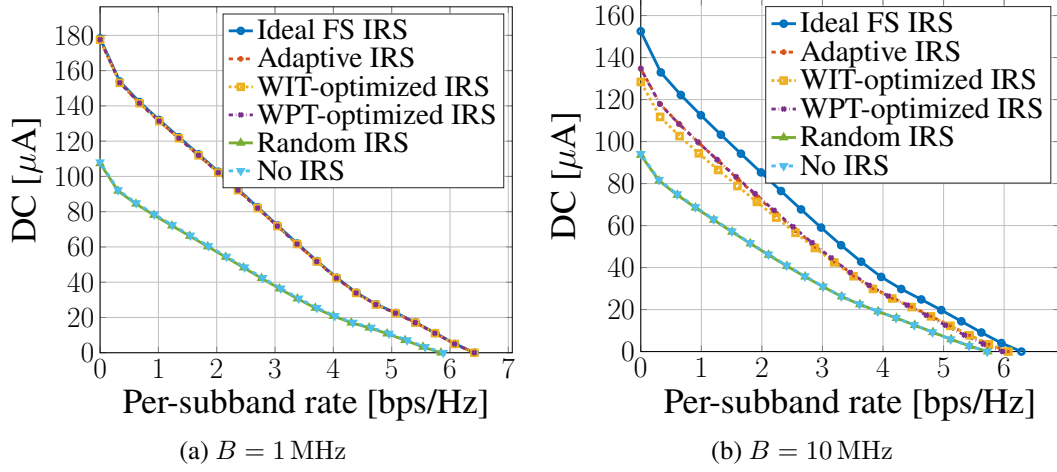 180
160
140
120
100
80
60
40
20
0
DC [μA]
Ideal FS IRS
Adaptive IRS
WIT-optimized IRS
WPT-optimized IRS
Random IRS
No IRS
0 1 2 3 4 5 6 7
Per-subband rate [bps/Hz]
(a) B = 1 MHz
160
140
120
100
80
60
40
20
0
DC [μA]
Ideal FS IRS
Adaptive IRS
WIT-optimized IRS
WPT-optimized IRS
Random IRS
No IRS
0 1 2 3 4 5 6
Per-subband rate [bps/Hz]
(b) B = 10 MHz